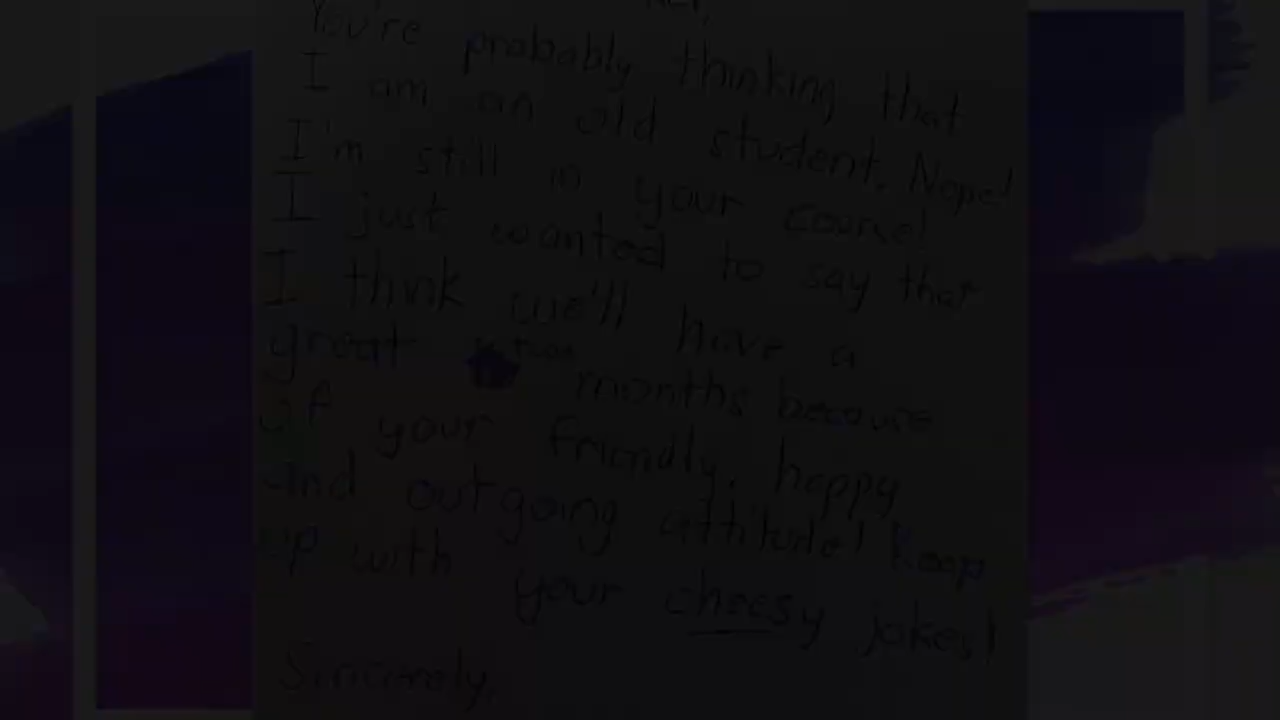 You're probably thinking that
I am an old student. Nope!
I'm still in your course!
I just wanted to say that
I think we'll have a
great months because
of your friendly, happy
and outgoing attitude! Keep
up with your cheesy jokes!
Sincerely,